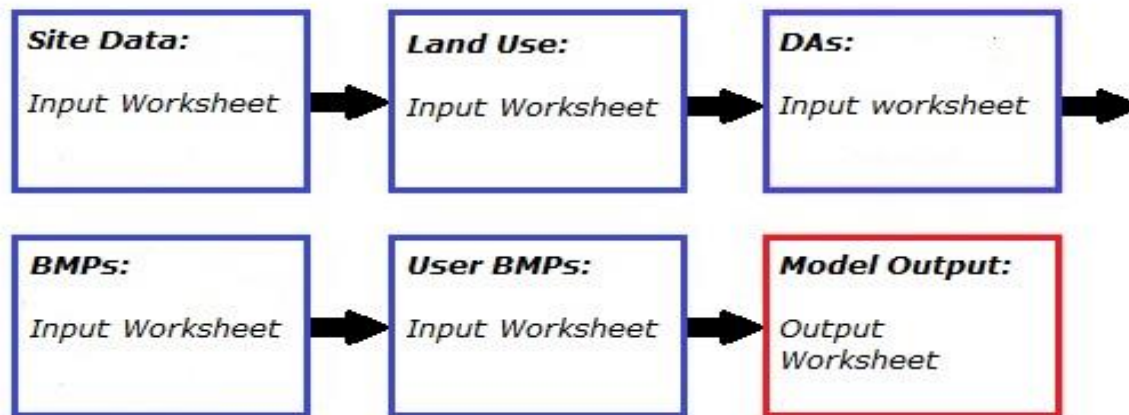 Site Data:
Input Worksheet
Land Use:
Input Worksheet
DAs:
Input worksheet
BMPs:
Input Worksheet
User BMPs:
Input Worksheet
Model Output:
Output
Worksheet